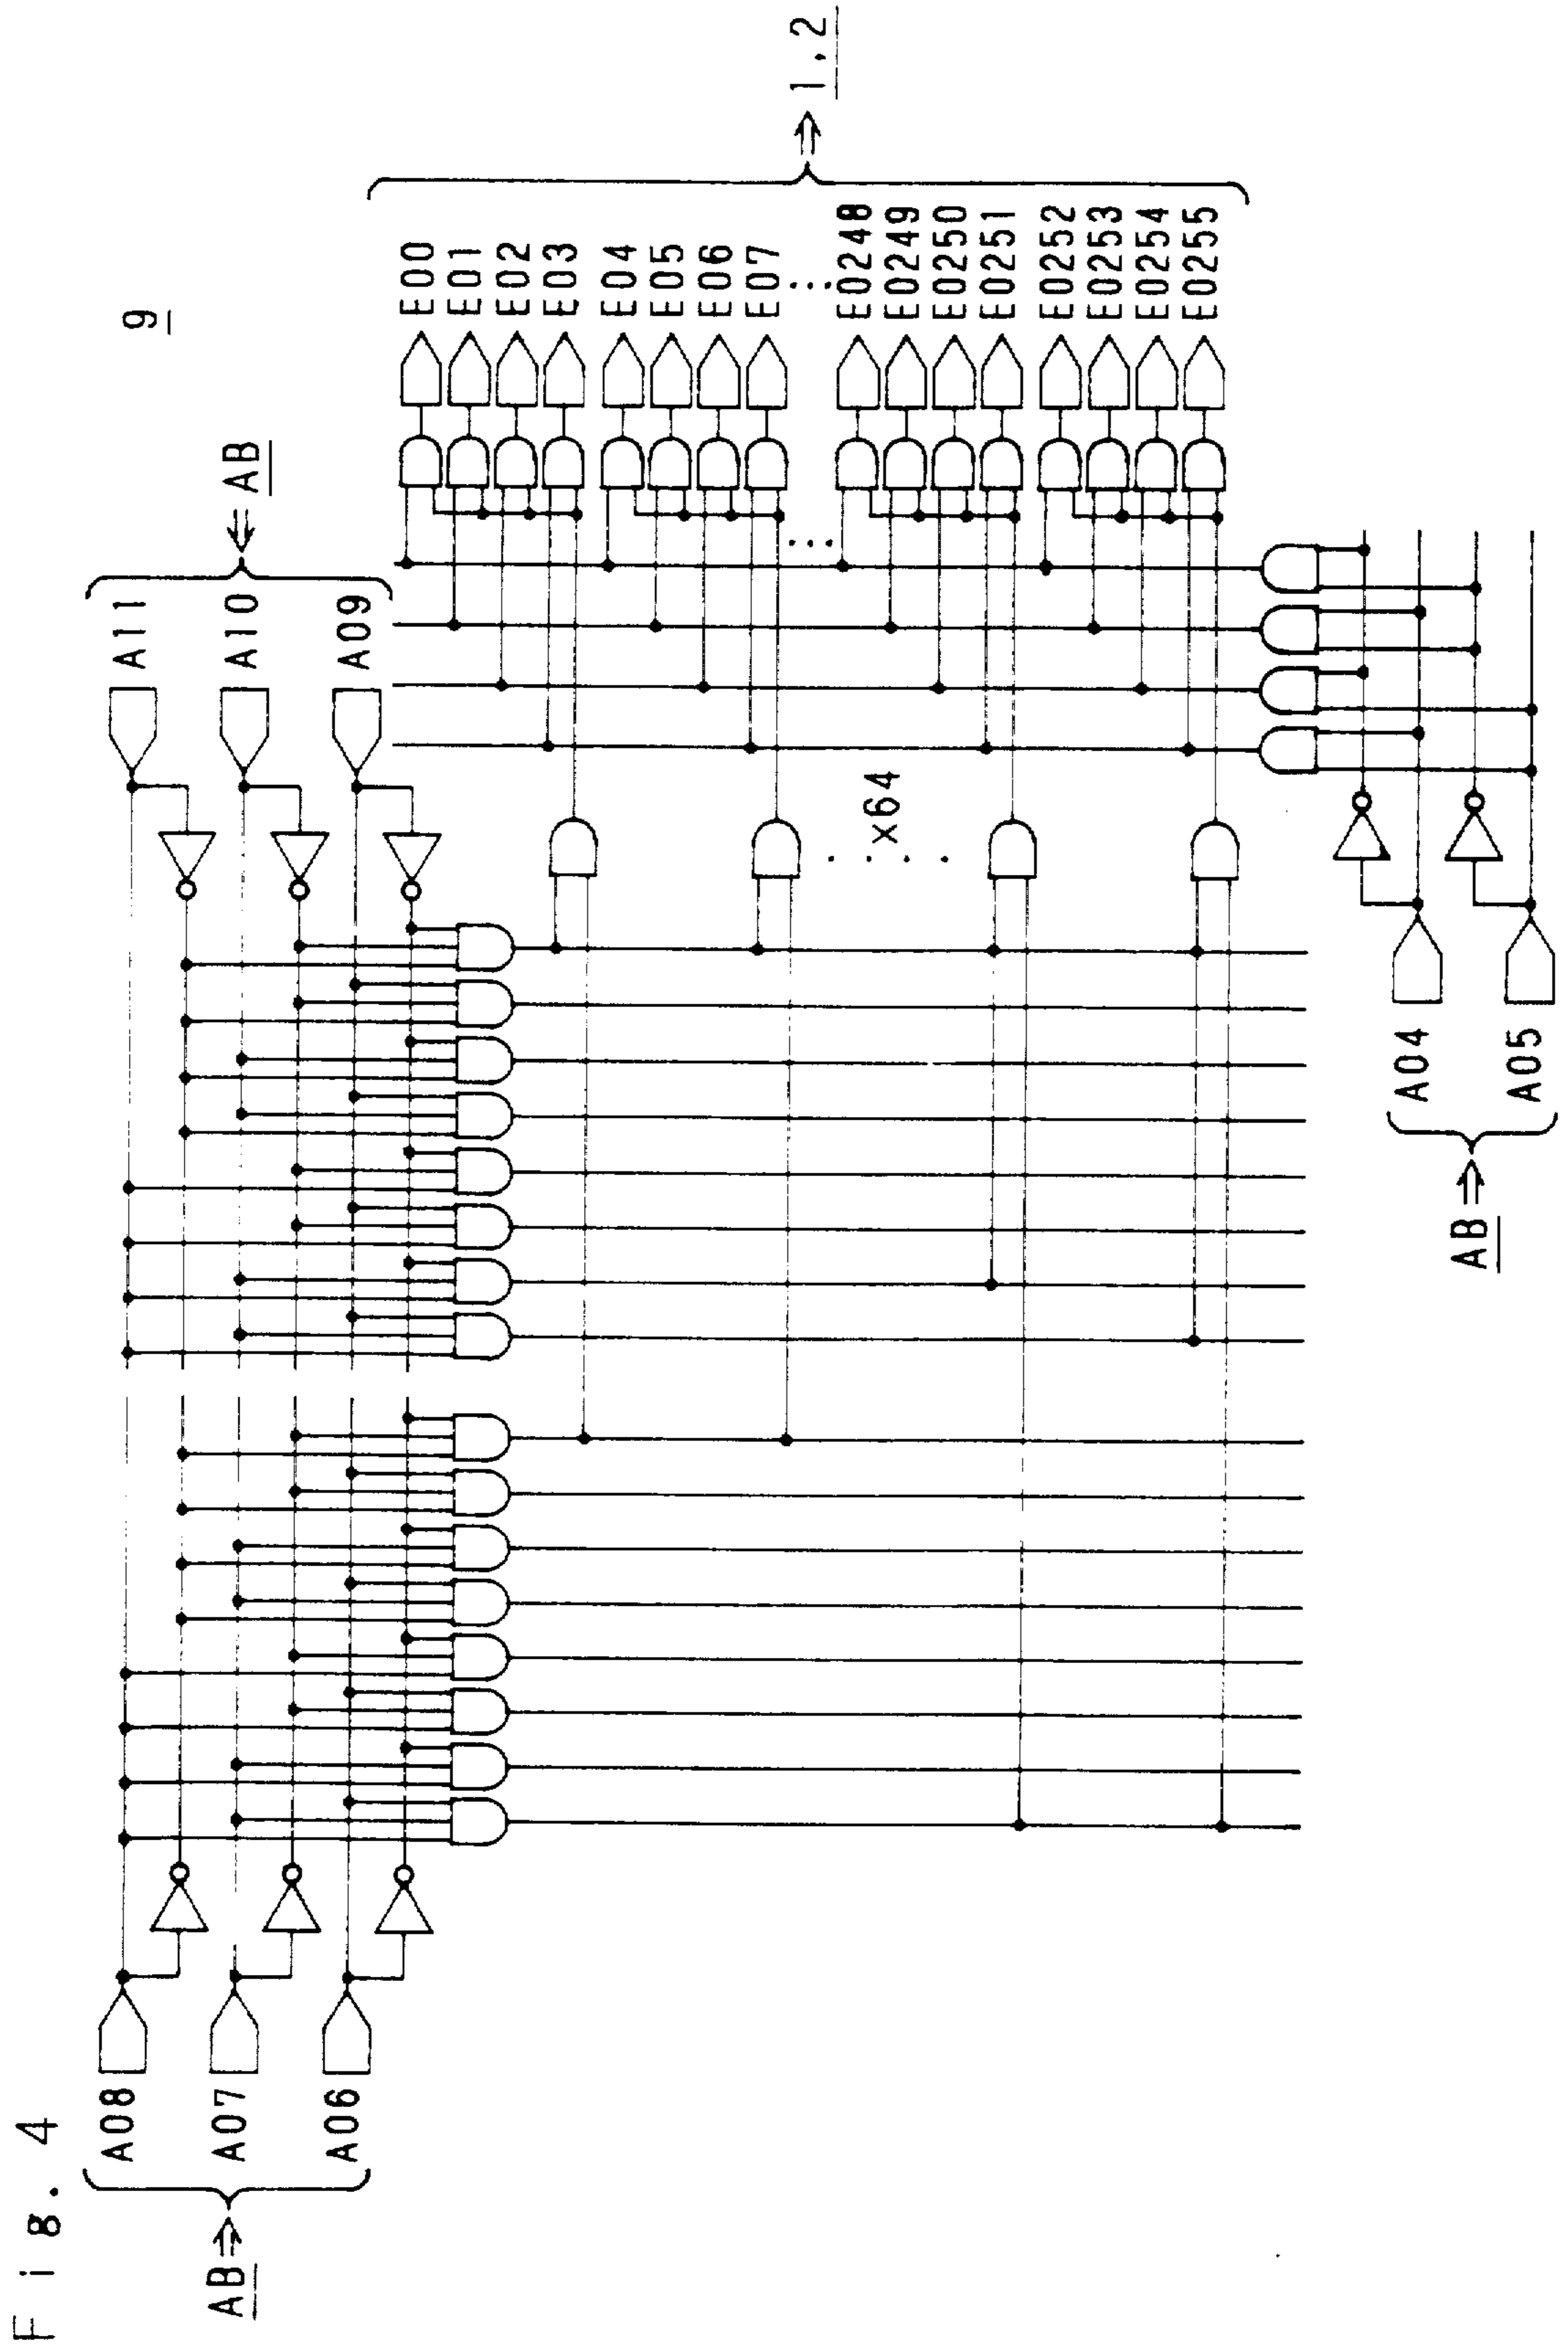 Fig. 4
9
AB⇒
A08
A07
A06
A11
A10
A09
⇐AB
E00
E01
E02
E03
E04
E05
E06
E07
...
E0248
E0249
E0250
E0251
E0252
E0253
E0254
E0255
⇒1,2
...
x64
....
A04
A05
AB⇒